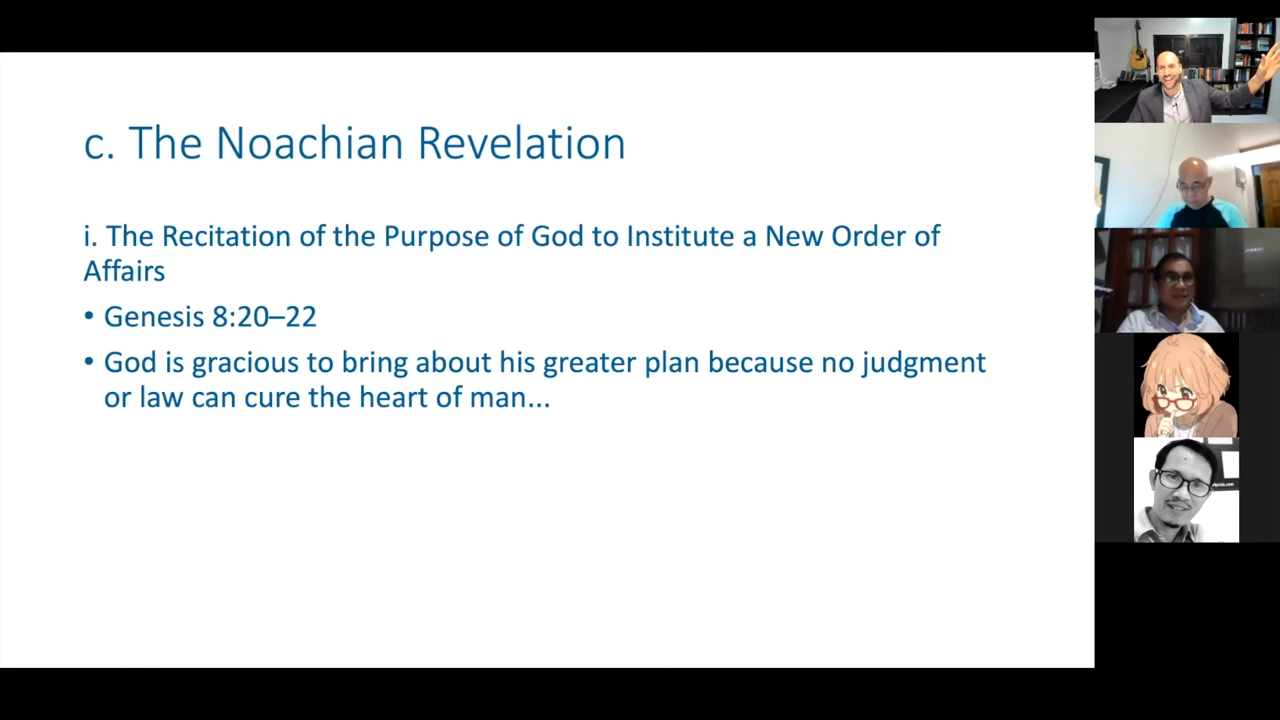 c. The Noachian Revelation
i. The Recitation of the Purpose of God to Institute a New Order of
Affairs
• Genesis 8:20–22
• God is gracious to bring about his greater plan because no judgment
or law can cure the heart of man...